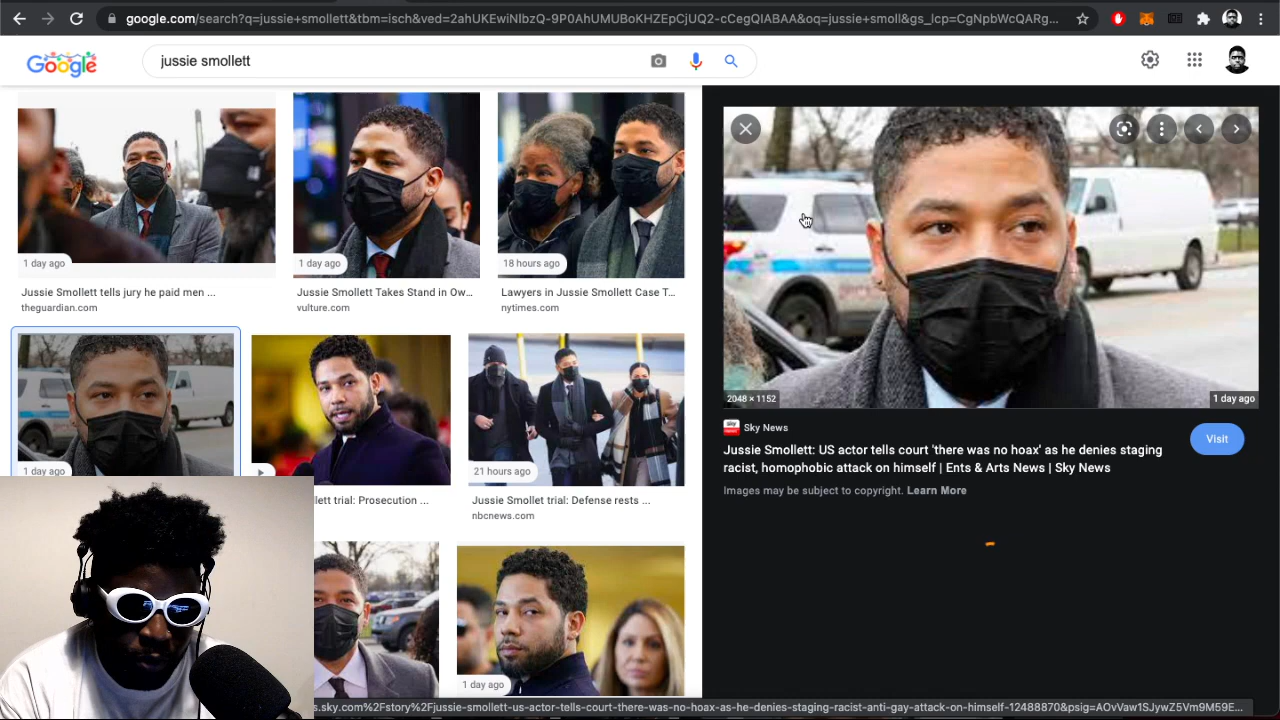 google.com/search?q=jussie+smollett&tbm=isch&ved=2ahUKEwiNIbzQ-9P0AhUMUBoKHZEpCjUQ2-cCegQIABAA&oq=jussie+smoll&gs_lcp=CgNpbWcQARg...
Google
jussie smollett
1 day ago
1 day ago
18 hours ago
Jussie Smollett tells jury he paid men ...
theguardian.com
Jussie Smollett Takes Stand in Ow...
vulture.com
Lawyers in Jussie Smollett Case T...
nytimes.com
2048 × 1152
1 day ago
sky
Sky News
Jussie Smollett: US actor tells court 'there was no hoax' as he denies staging
racist, homophobic attack on himself | Ents & Arts News | Sky News
Visit
Images may be subject to copyright. Learn More
1 day ago
21 hours ago
lett trial: Prosecution ...
Jussie Smollet trial: Defense rests ...
nbcnews.com
1 day ago
s.sky.com%2Fstory%2Fjussie-smollett-us-actor-tells-court-there-was-no-hoax-as-he-denies-staging-racist-anti-gay-attack-on-himself-12488870&psig=AOvVaw1SJywZ5Vm9M59E...